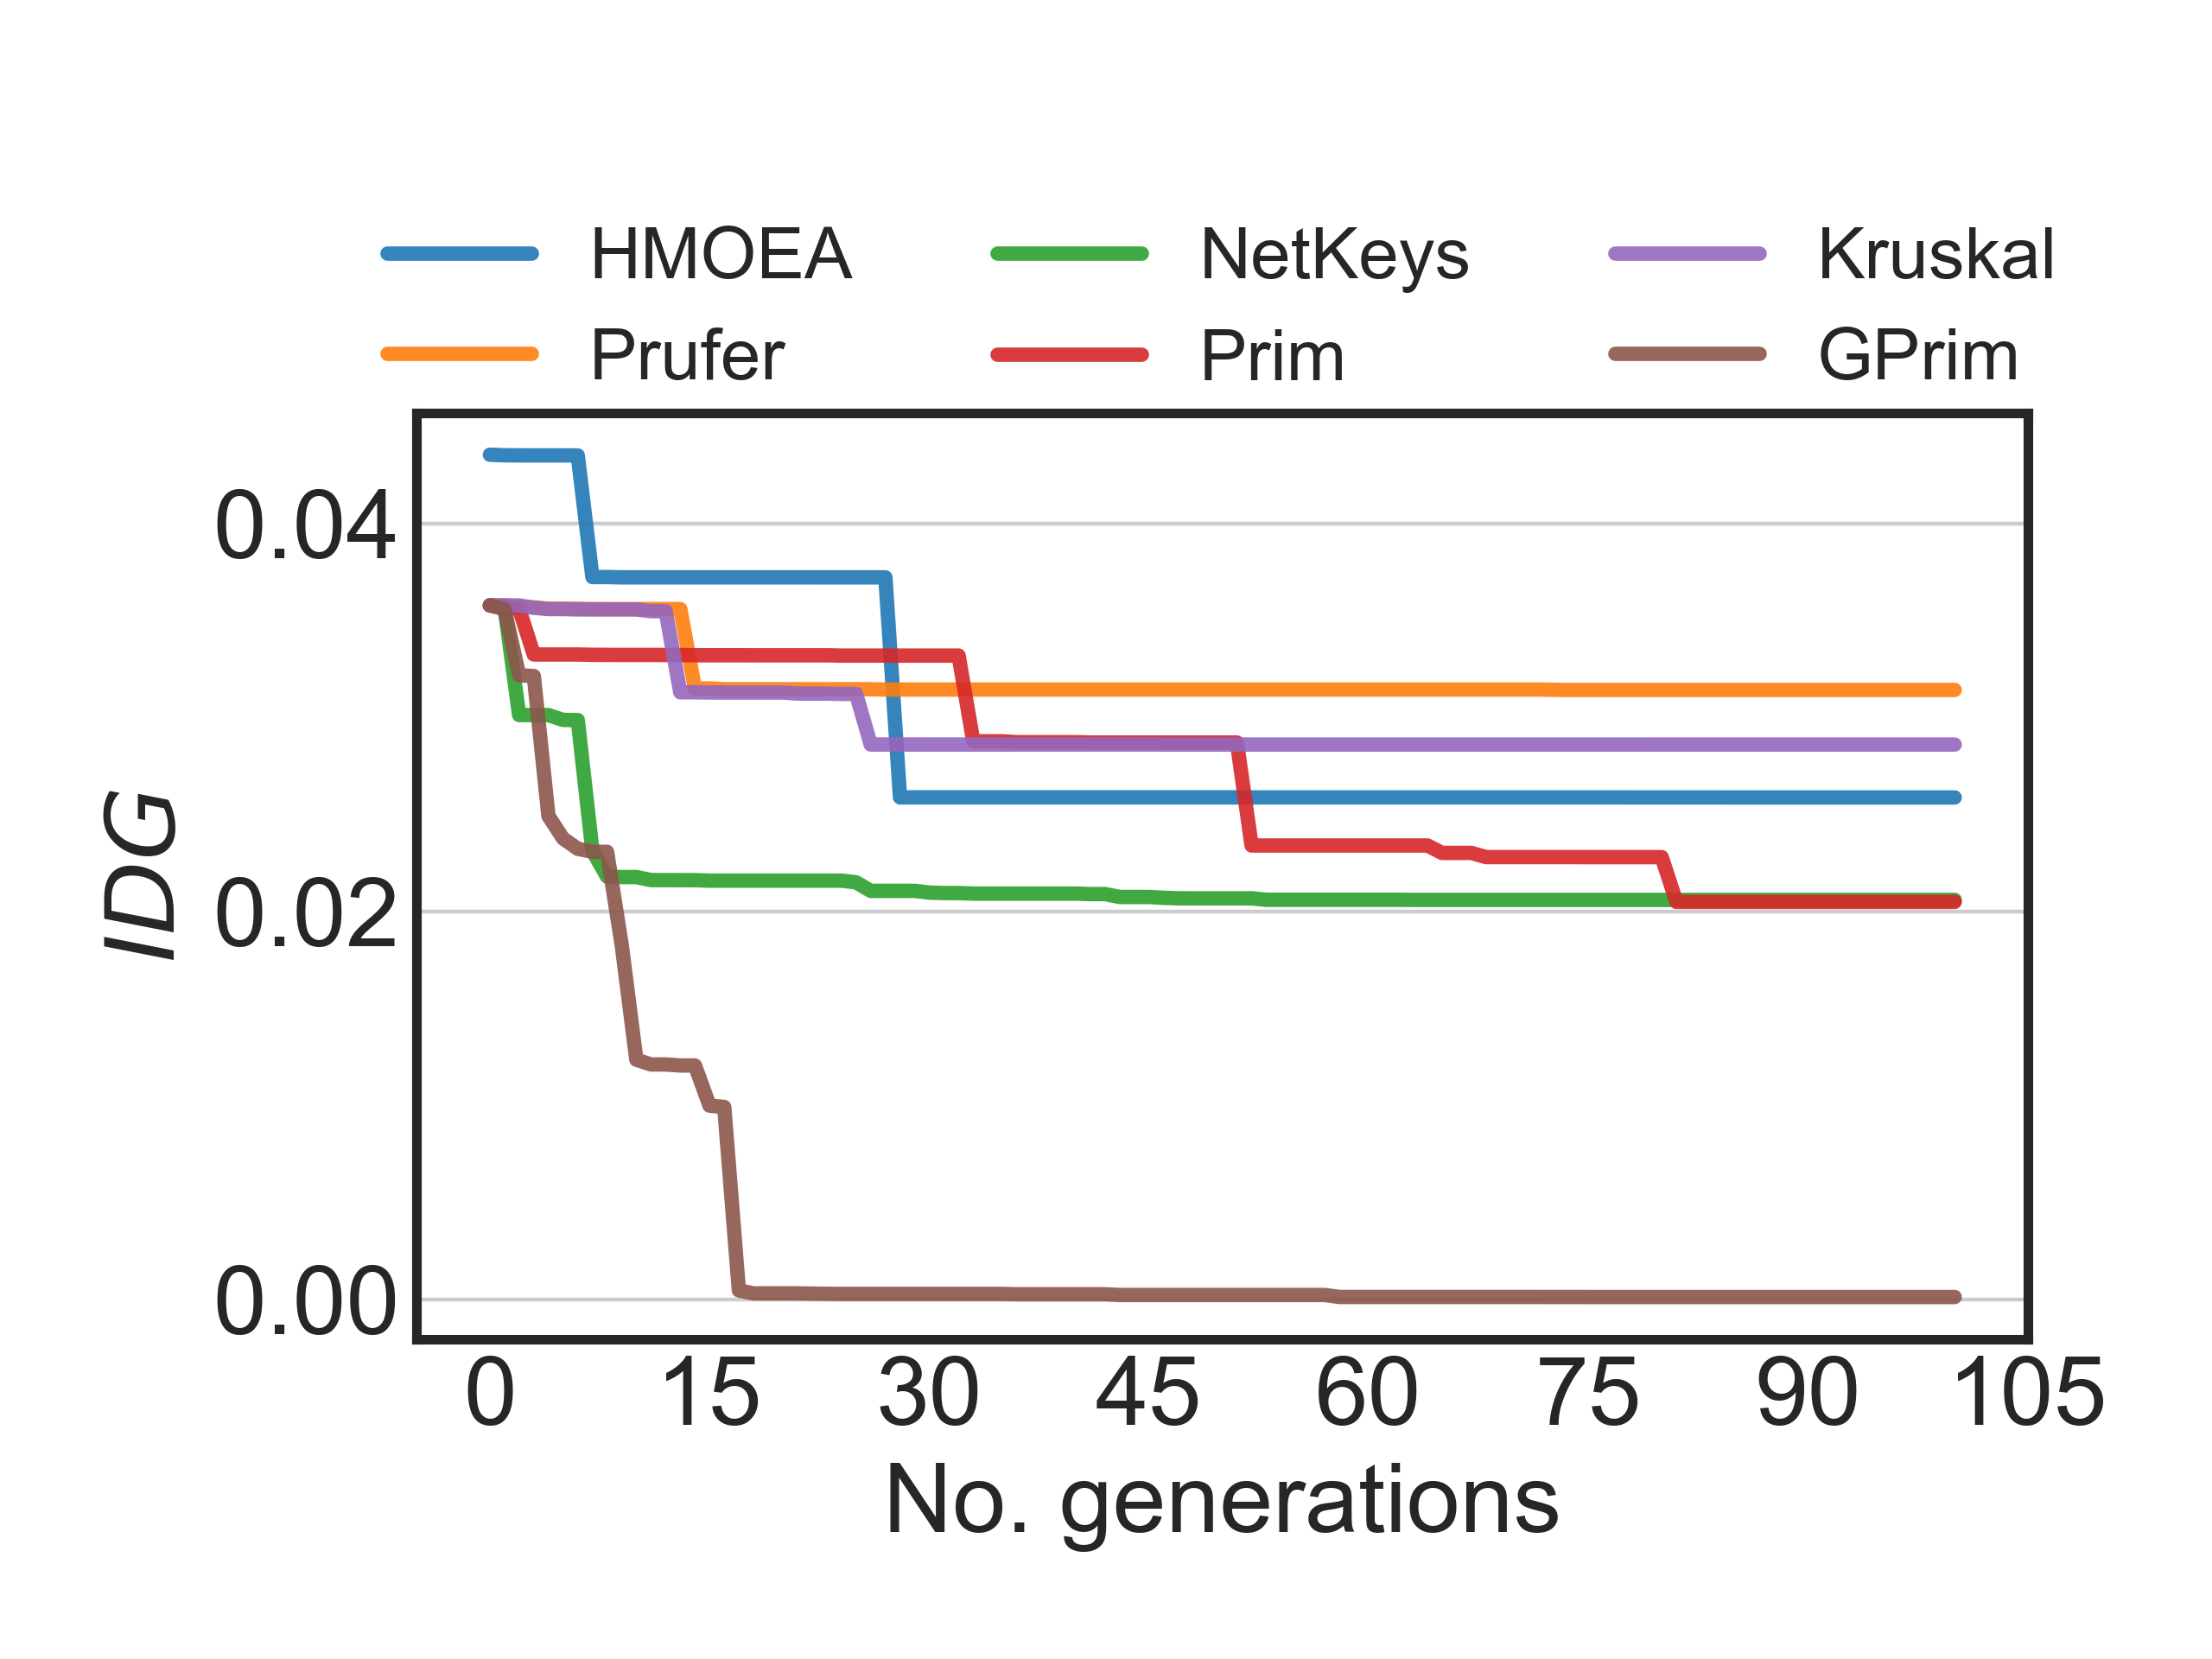 HMOEA NetKeys Kruskal
Prufer Prim GPrim
0.04
0.02
0.00
IDG
0 15 30 45 60 75 90 105
No. generations